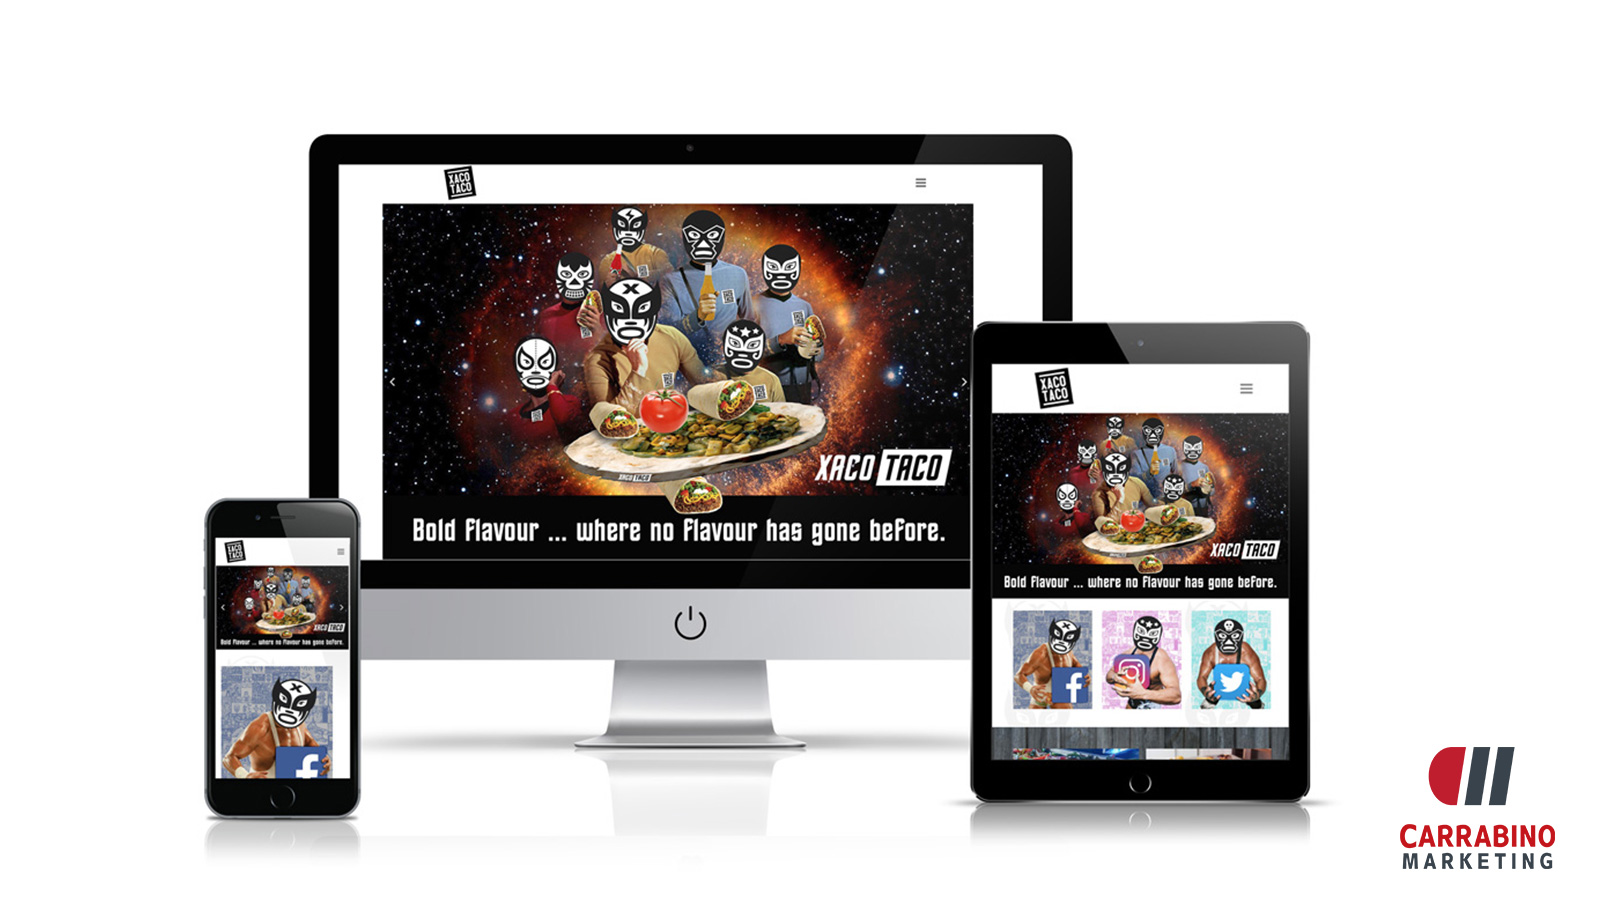 XACO
TACO
XACO TACO
XACO TACO
Bold flavour ... where no flavour has gone before.
XACO
TACO
XACO TACO
Bold flavour ... where no flavour has gone before.
XACO
TACO
XACO TACO
Bold flavour ... where no flavour has gone before.
CARRABINO
MARKETING